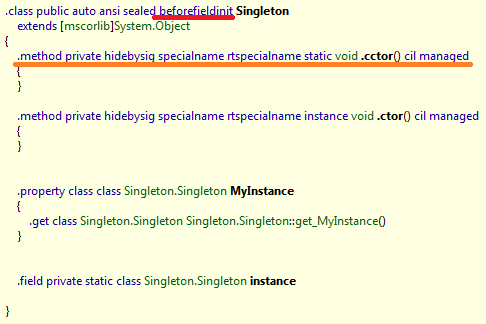 .class public auto ansi sealed beforefieldinit Singleton
extends [mscorlib]System.Object
{
.method private hidebysig specialname rtspecialname static void .cctor() cil managed
{
}
.method private hidebysig specialname rtspecialname instance void .ctor() cil managed
{
}
.property class class Singleton.Singleton MyInstance
{
.get class Singleton.Singleton Singleton.Singleton::get_MyInstance()
}
.field private static class Singleton.Singleton instance
}